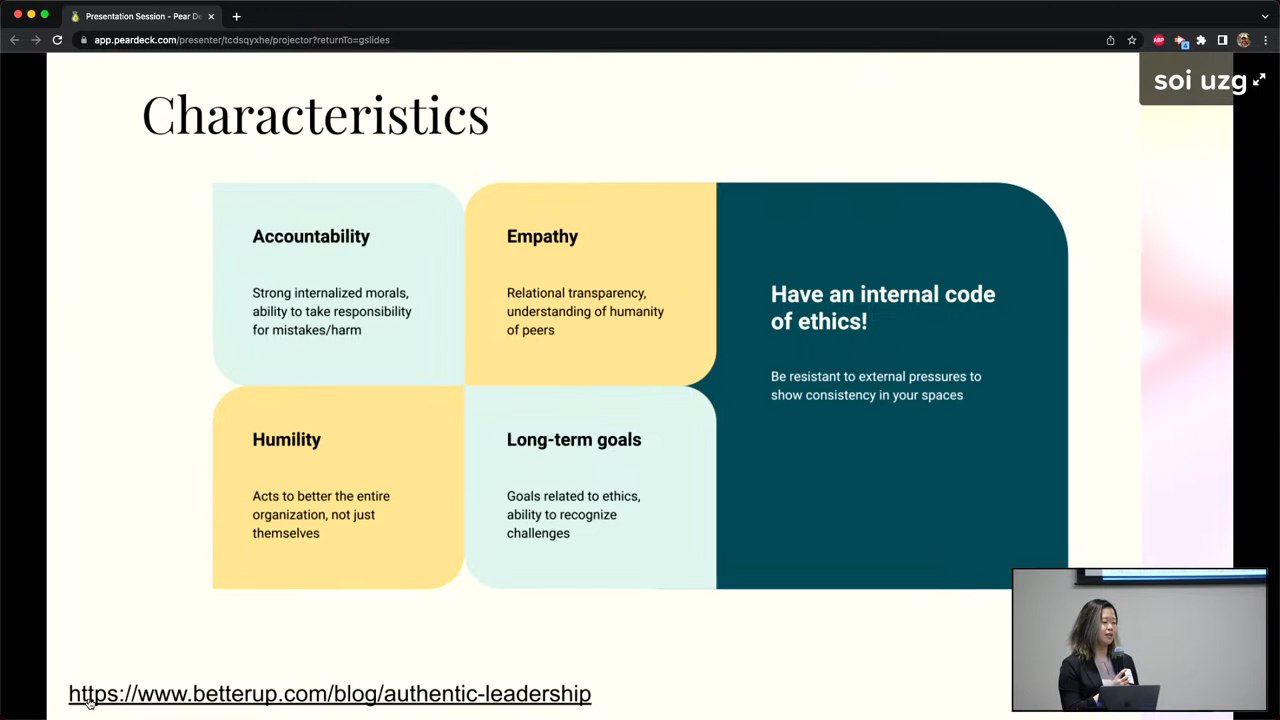 Presentation Session - Pear De
app.peardeck.com/presenter/tcdsqyxhe/projector?returnTo=gslides
ABP
4
soi uzg
Characteristics
Accountability
Strong internalized morals,
ability to take responsibility
for mistakes/harm
Empathy
Relational transparency,
understanding of humanity
of peers
Have an internal code
of ethics!
Be resistant to external pressures to
show consistency in your spaces
Humility
Acts to better the entire
organization, not just
themselves
Long-term goals
Goals related to ethics,
ability to recognize
challenges
https://www.betterup.com/blog/authentic-leadership